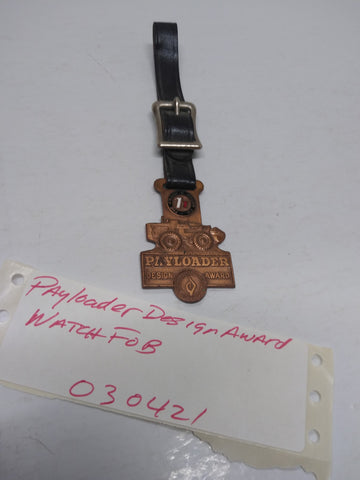 PAYLOADER
DESIGN AWARD
Payloader Design Award
WATCH FOB
030421